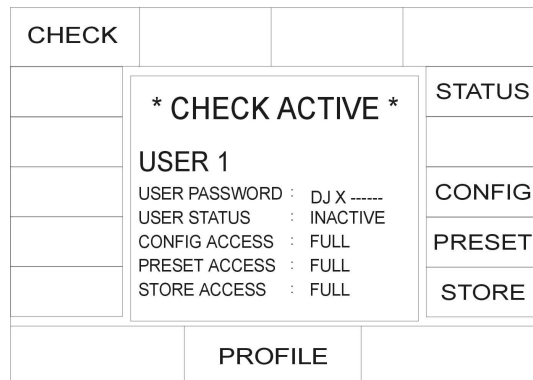 CHECK
STATUS
* CHECK ACTIVE *
USER 1
USER PASSWORD : DJ X ------
USER STATUS : INACTIVE
CONFIG ACCESS : FULL
PRESET ACCESS : FULL
STORE ACCESS : FULL
CONFIG
PRESET
STORE
PROFILE